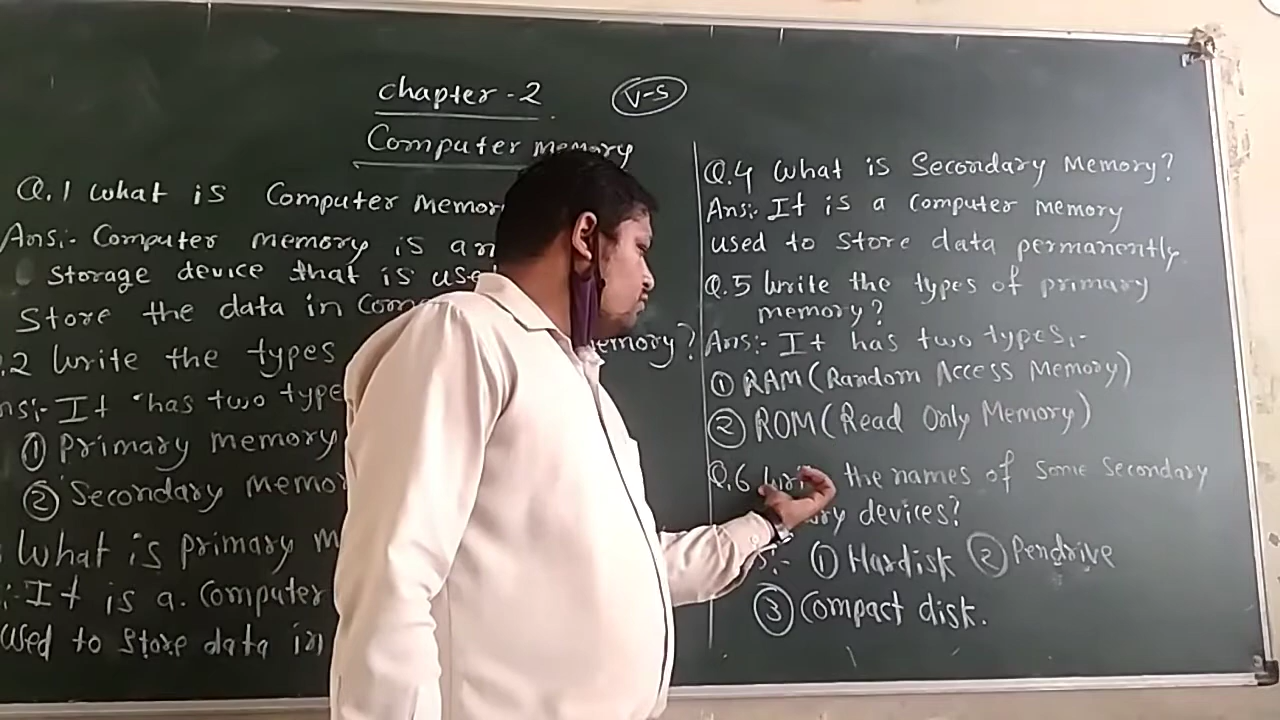 chapter-2
V-5
Computer memory
Q.1 What is Computer Memor
Ans:- Computer memory is an
Storage device that is use
Store the data in Com
.2 Write the types
emory?
ns:- It has two type
① Primary memory
② Secondary memo
What is primary m
:- It is a. Computer
used to store data in
Q.4 What is Secondary Memory?
Ans:- It is a Computer memory
used to store data permanently.
Q.5 Write the types of primary
memory?
Ans:- It has two types:-
① RAM (Random Access Memory)
② ROM (Read Only Memory)
Q.6 Wri the names of some Secondary
ry devices?
s:- ① Hardisk ② Pendrive
③ Compact disk.